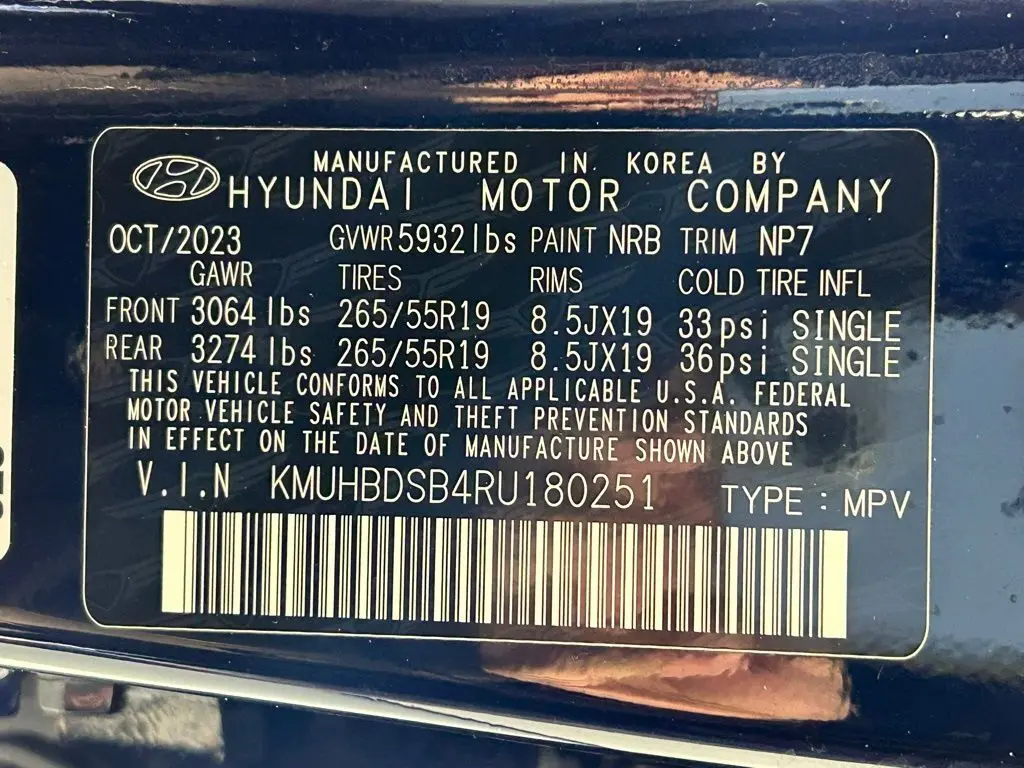 MANUFACTURED IN KOREA BY
HYUNDAI MOTOR COMPANY
OCT/2023 GVWR 5932 lbs PAINT NRB TRIM NP7
GAWR TIRES RIMS COLD TIRE INFL
FRONT 3064 lbs 265/55R19 8.5JX19 33psi SINGLE
REAR 3274 lbs 265/55R19 8.5JX19 36psi SINGLE
THIS VEHICLE CONFORMS TO ALL APPLICABLE U.S.A. FEDERAL
MOTOR VEHICLE SAFETY AND THEFT PREVENTION STANDARDS
IN EFFECT ON THE DATE OF MANUFACTURE SHOWN ABOVE
V.I.N KMUHBDSB4RU180251 TYPE : MPV